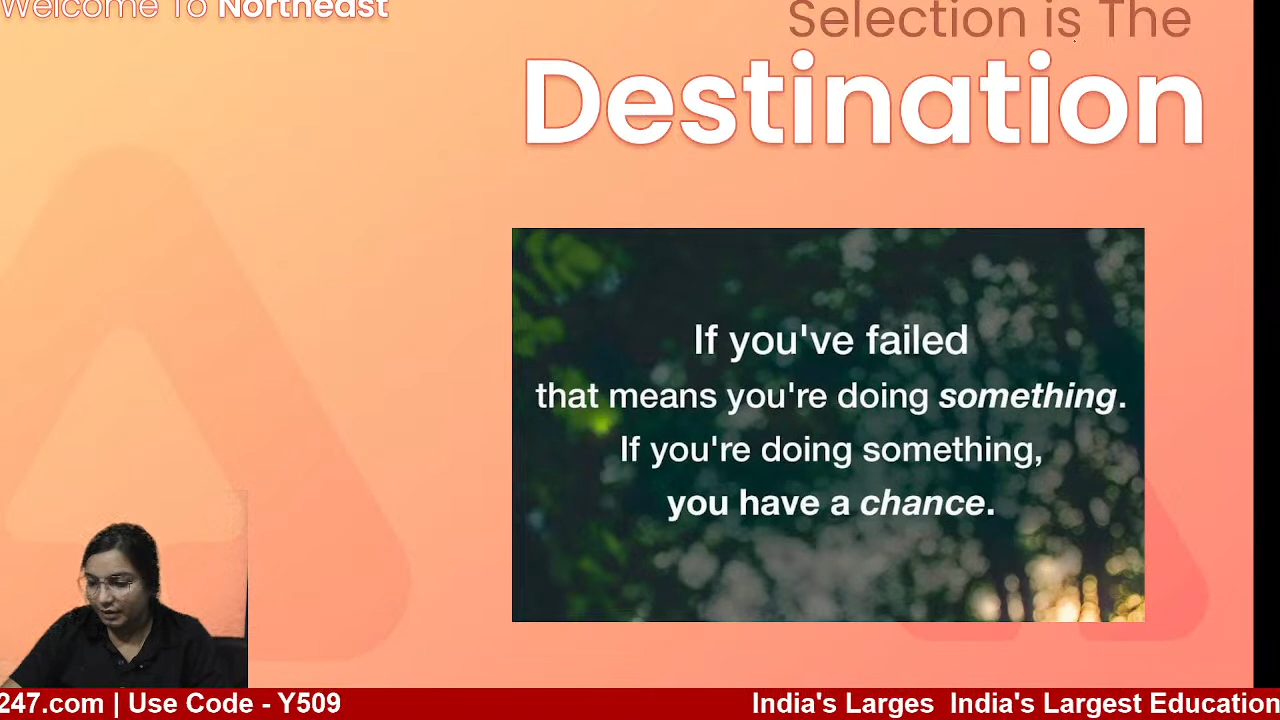 Welcome To Northeast
Selection is The
Destination
If you've failed
that means you're doing something.
If you're doing something,
you have a chance.
247.com | Use Code - Y509
India's Larges India's Largest Education